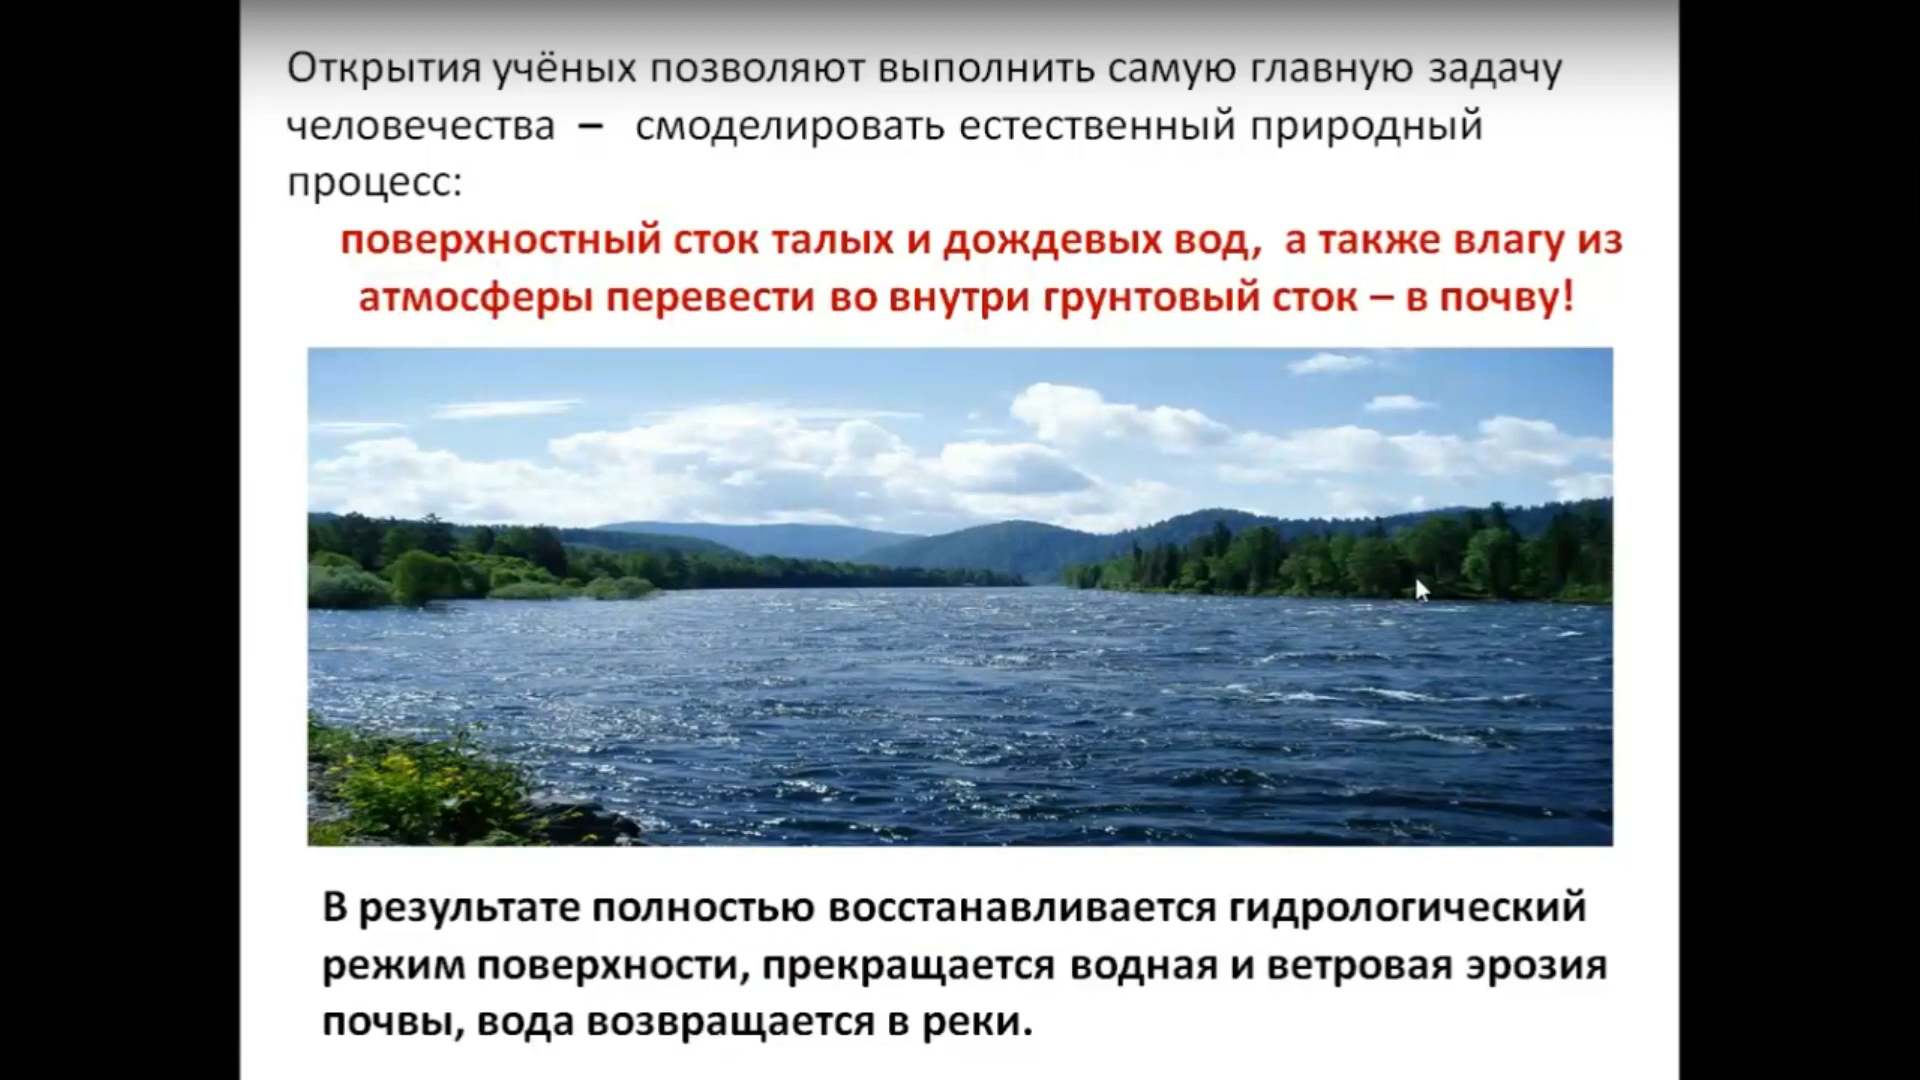 Открытия учёных позволяют выполнить самую главную задачу
человечества – смоделировать естественный природный
процесс:
поверхностный сток талых и дождевых вод, а также влагу из
атмосферы перевести во внутри грунтовый сток – в почву!
В результате полностью восстанавливается гидрологический
режим поверхности, прекращается водная и ветровая эрозия
почвы, вода возвращается в реки.